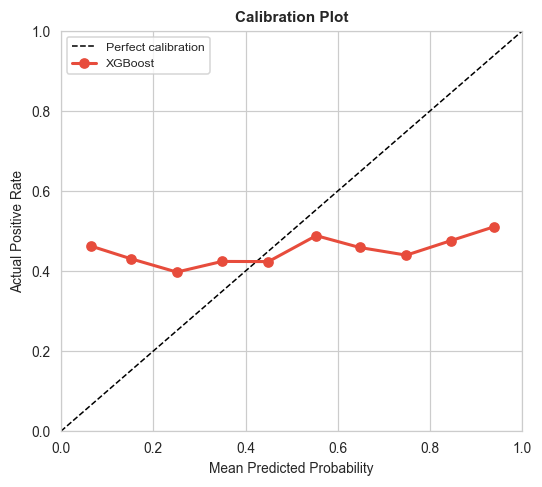 Calibration Plot
Perfect calibration
XGBoost
Actual Positive Rate
1.0
0.8
0.6
0.4
0.2
0.0
0.0 0.2 0.4 0.6 0.8 1.0
Mean Predicted Probability